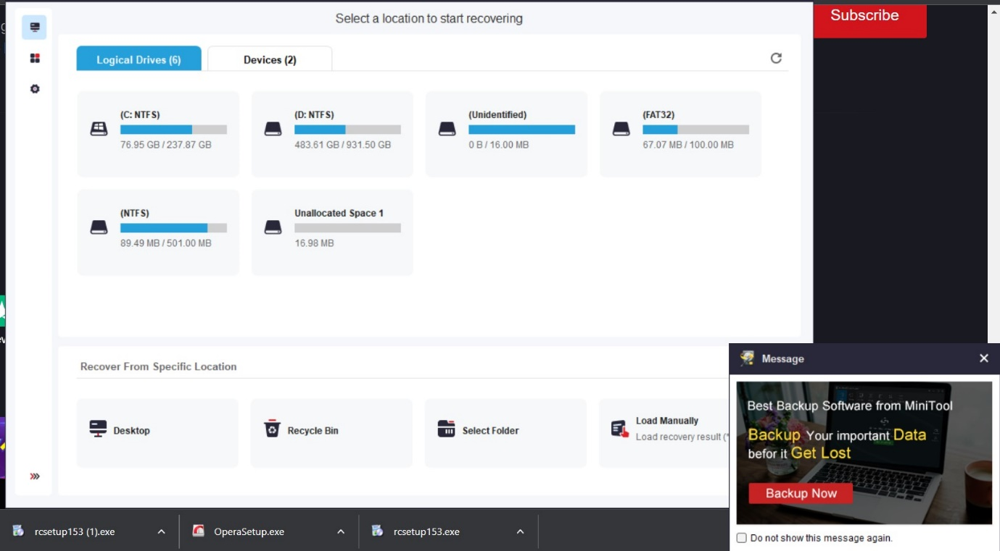 Select a location to start recovering
Subscribe
Logical Drives (6)
Devices (2)
(C: NTFS)
76.95 GB / 237.87 GB
(D: NTFS)
483.61 GB / 931.50 GB
(Unidentified)
0 B / 16.00 MB
(FAT32)
67.07 MB / 100.00 MB
(NTFS)
89.49 MB / 501.00 MB
Unallocated Space 1
16.98 MB
Recover From Specific Location
Desktop
Recycle Bin
Select Folder
Load Manually
Load recovery result (*
Message
Best Backup Software from MiniTool
Backup Your important Data
befor it Get Lost
Backup Now
Do not show this message again.
rcsetup153 (1).exe
OperaSetup.exe
rcsetup153.exe